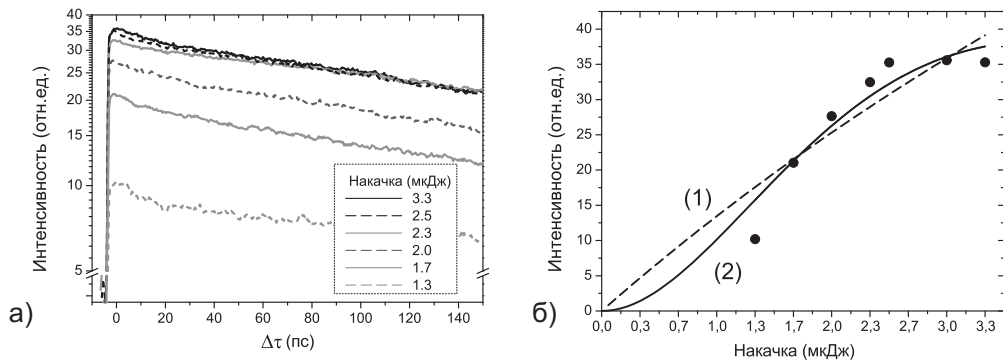 Интенсивность (отн.ед.)
40
35
30
25
20
15
10
5
0 20 40 60 80 100 120 140
Δτ (пс)
Накачка (мкДж)
3.3
2.5
2.3
2.0
1.7
1.3
а)
Интенсивность (отн.ед.)
40
35
30
25
20
15
10
5
0
(1)
(2)
0,0 0,3 0,7 1,0 1,3 1,7 2,0 2,3 2,7 3,0 3,3
Накачка (мкДж)
б)